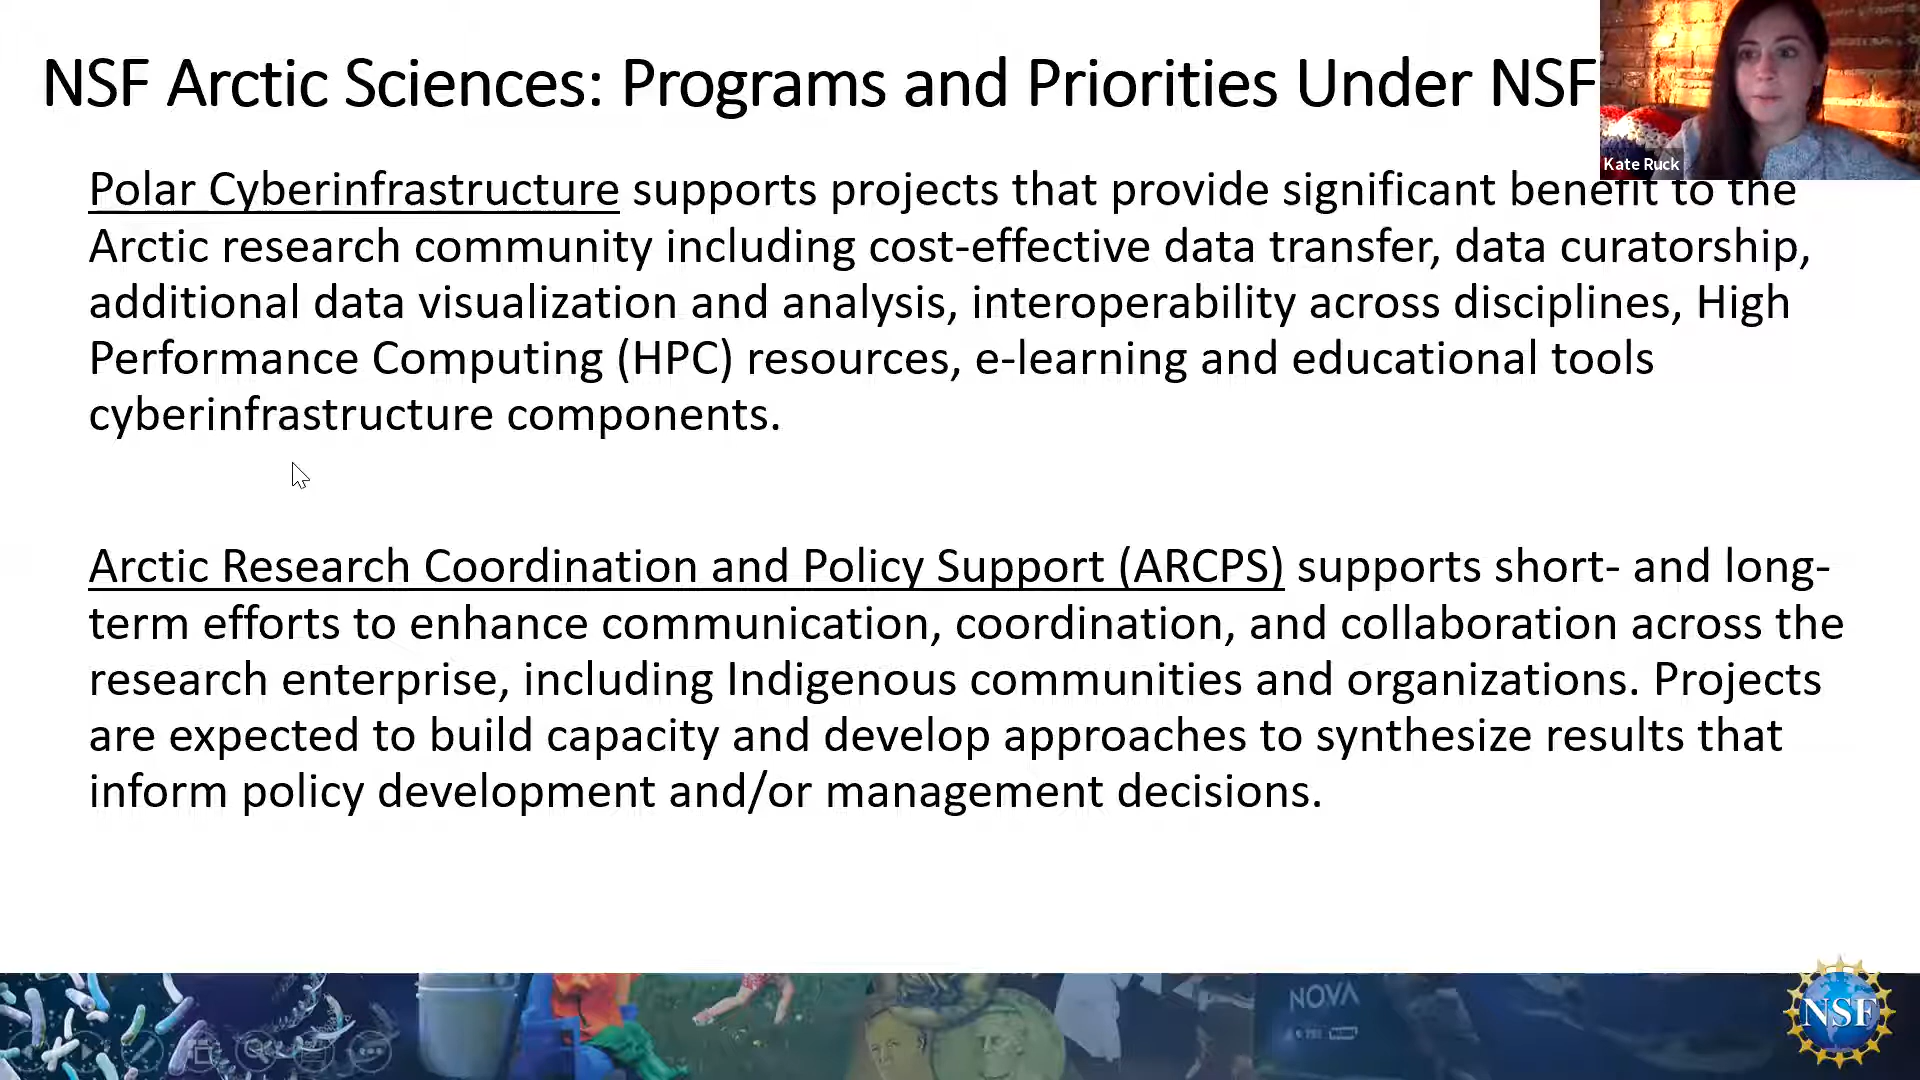 NSF Arctic Sciences: Programs and Priorities Under NSF
Kate Ruck
Polar Cyberinfrastructure supports projects that provide significant benefit to the
Arctic research community including cost-effective data transfer, data curatorship,
additional data visualization and analysis, interoperability across disciplines, High
Performance Computing (HPC) resources, e-learning and educational tools
cyberinfrastructure components.
Arctic Research Coordination and Policy Support (ARCPS) supports short- and long-
term efforts to enhance communication, coordination, and collaboration across the
research enterprise, including Indigenous communities and organizations. Projects
are expected to build capacity and develop approaches to synthesize results that
inform policy development and/or management decisions.
NOVA
NSF